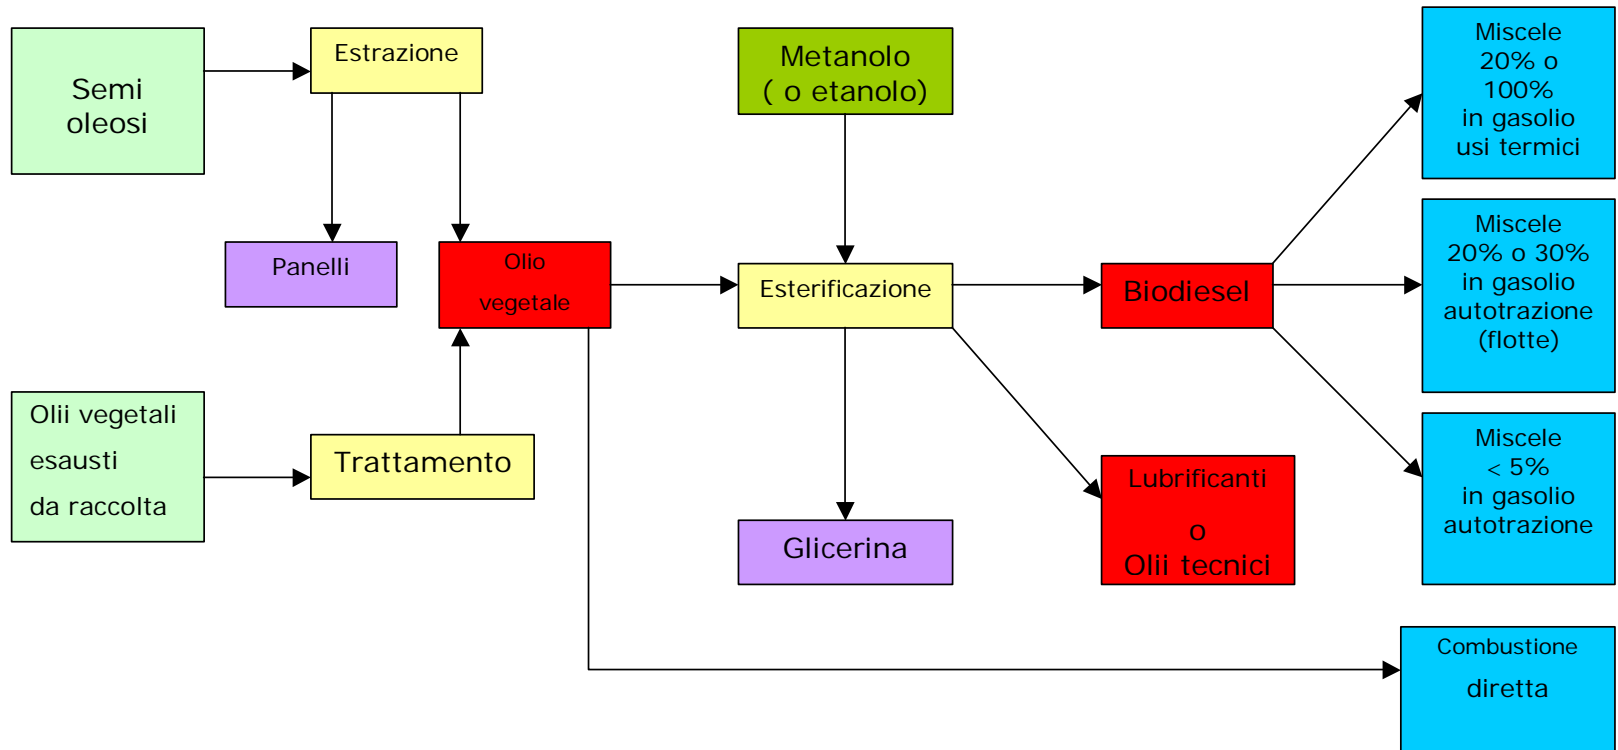 Semi
oleosi
Estrazione
Metanolo
( o etanolo)
Miscele
20% o
100%
in gasolio
usi termici
Panelli
Olio
vegetale
Esterificazione
Biodiesel
Miscele
20% o 30%
in gasolio
autotrazione
(flotte)
Olii vegetali
esausti
da raccolta
Trattamento
Glicerina
Lubrificanti
o
Olii tecnici
Miscele
< 5%
in gasolio
autotrazione
Combustione
diretta